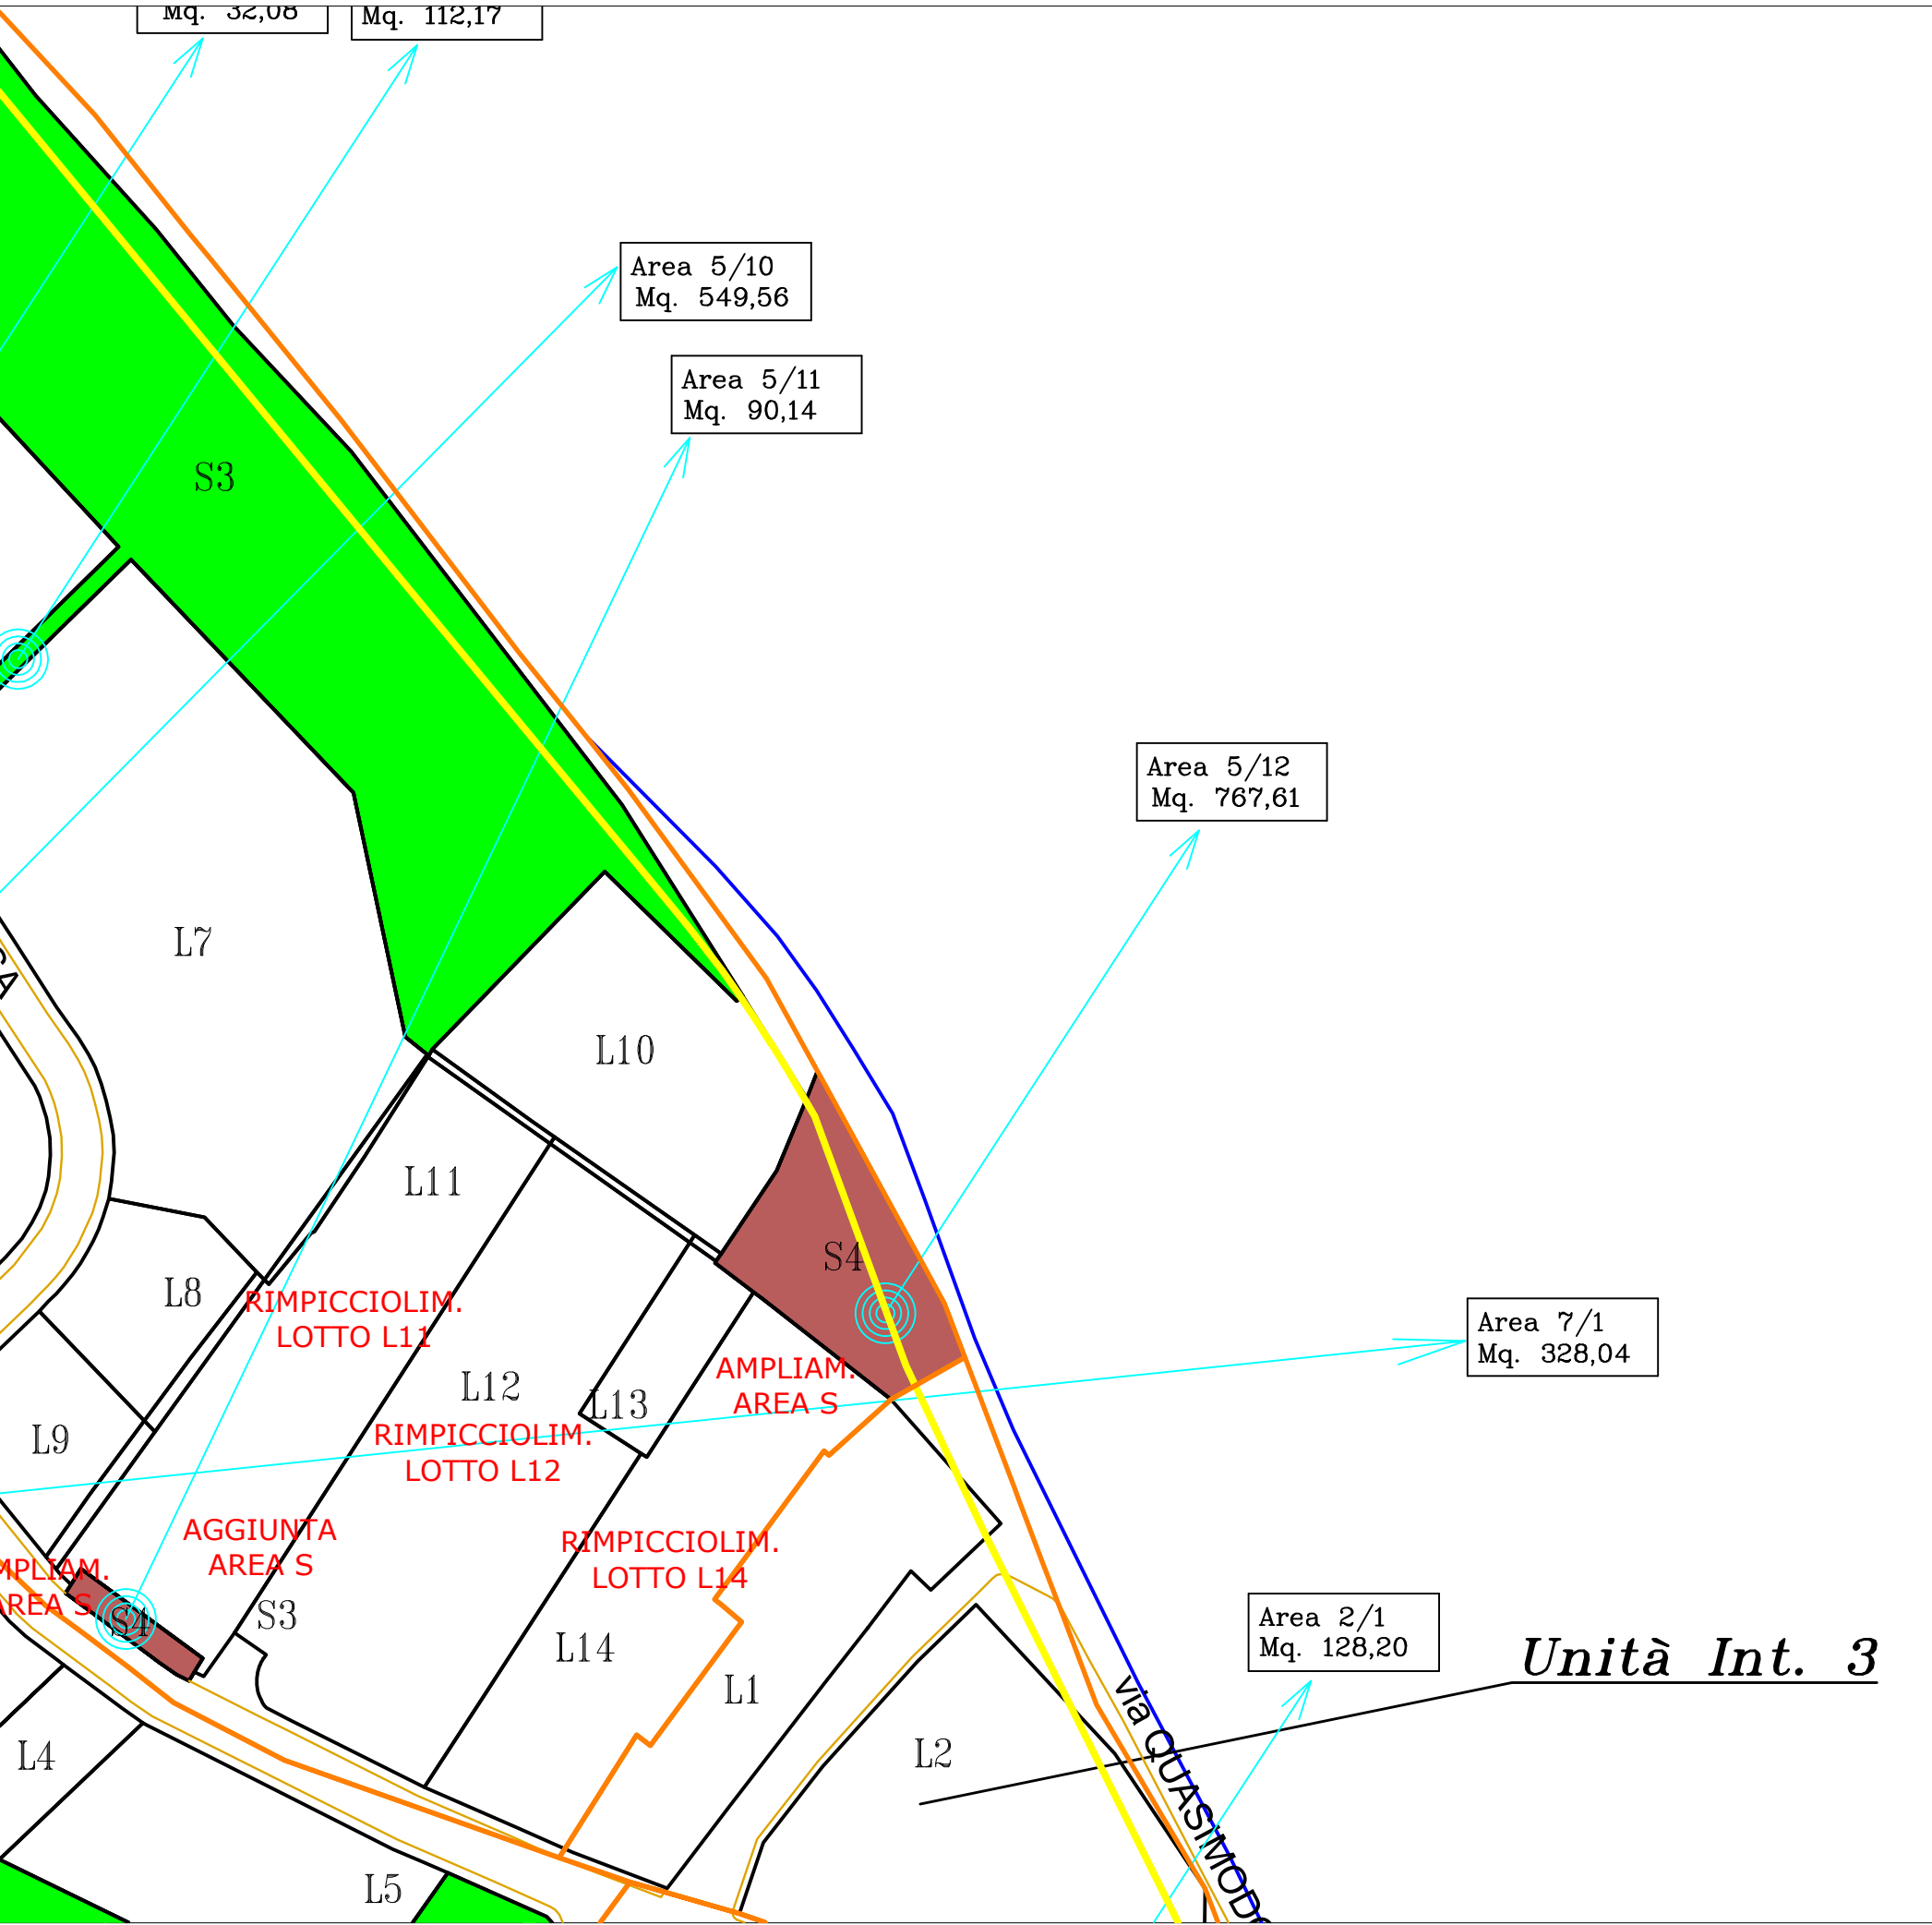 Mq. 32,08
Mq. 112,17
Area 5/10
Mq. 549,56
Area 5/11
Mq. 90,14
S3
Area 5/12
Mq. 767,61
L7
L10
L11
S4
L8
RIMPICCIOLIM.
LOTTO L11
Area 7/1
Mq. 328,04
AMPLIAM.
AREA S
L12
L13
RIMPICCIOLIM.
LOTTO L12
L9
AGGIUNTA
AREA S
RIMPICCIOLIM.
LOTTO L14
MPLIAM.
AREA S
S4
S3
L14
L1
Area 2/1
Mq. 128,20
Unità Int. 3
via QUASIMODO
L2
L4
L5